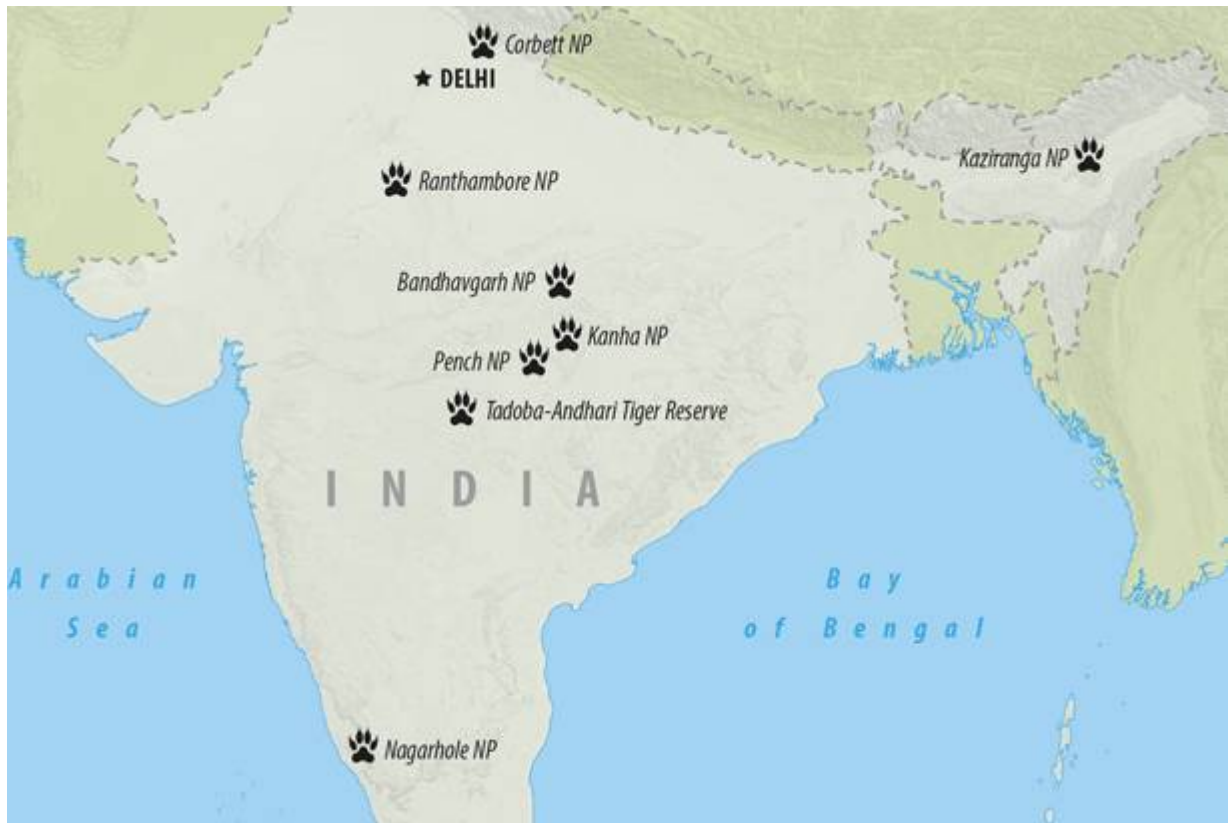 Corbett NP
DELHI
Kaziranga NP
Ranthambore NP
Bandhavgarh NP
Kanha NP
Pench NP
Tadoba-Andhari Tiger Reserve
INDIA
Arabian
Sea
Bay
of Bengal
Nagarhole NP